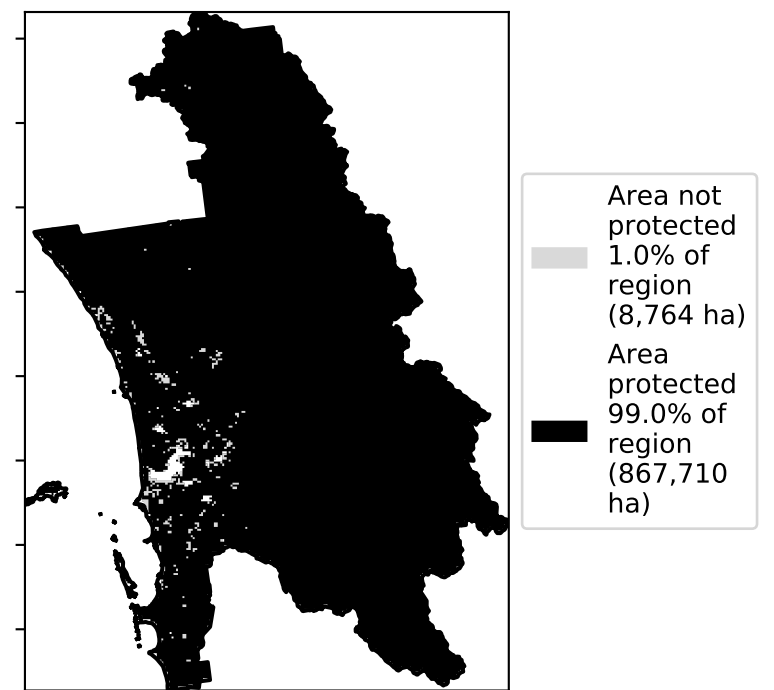 Area not
protected
1.0% of
region
(8,764 ha)
Area
protected
99.0% of
region
(867,710
ha)